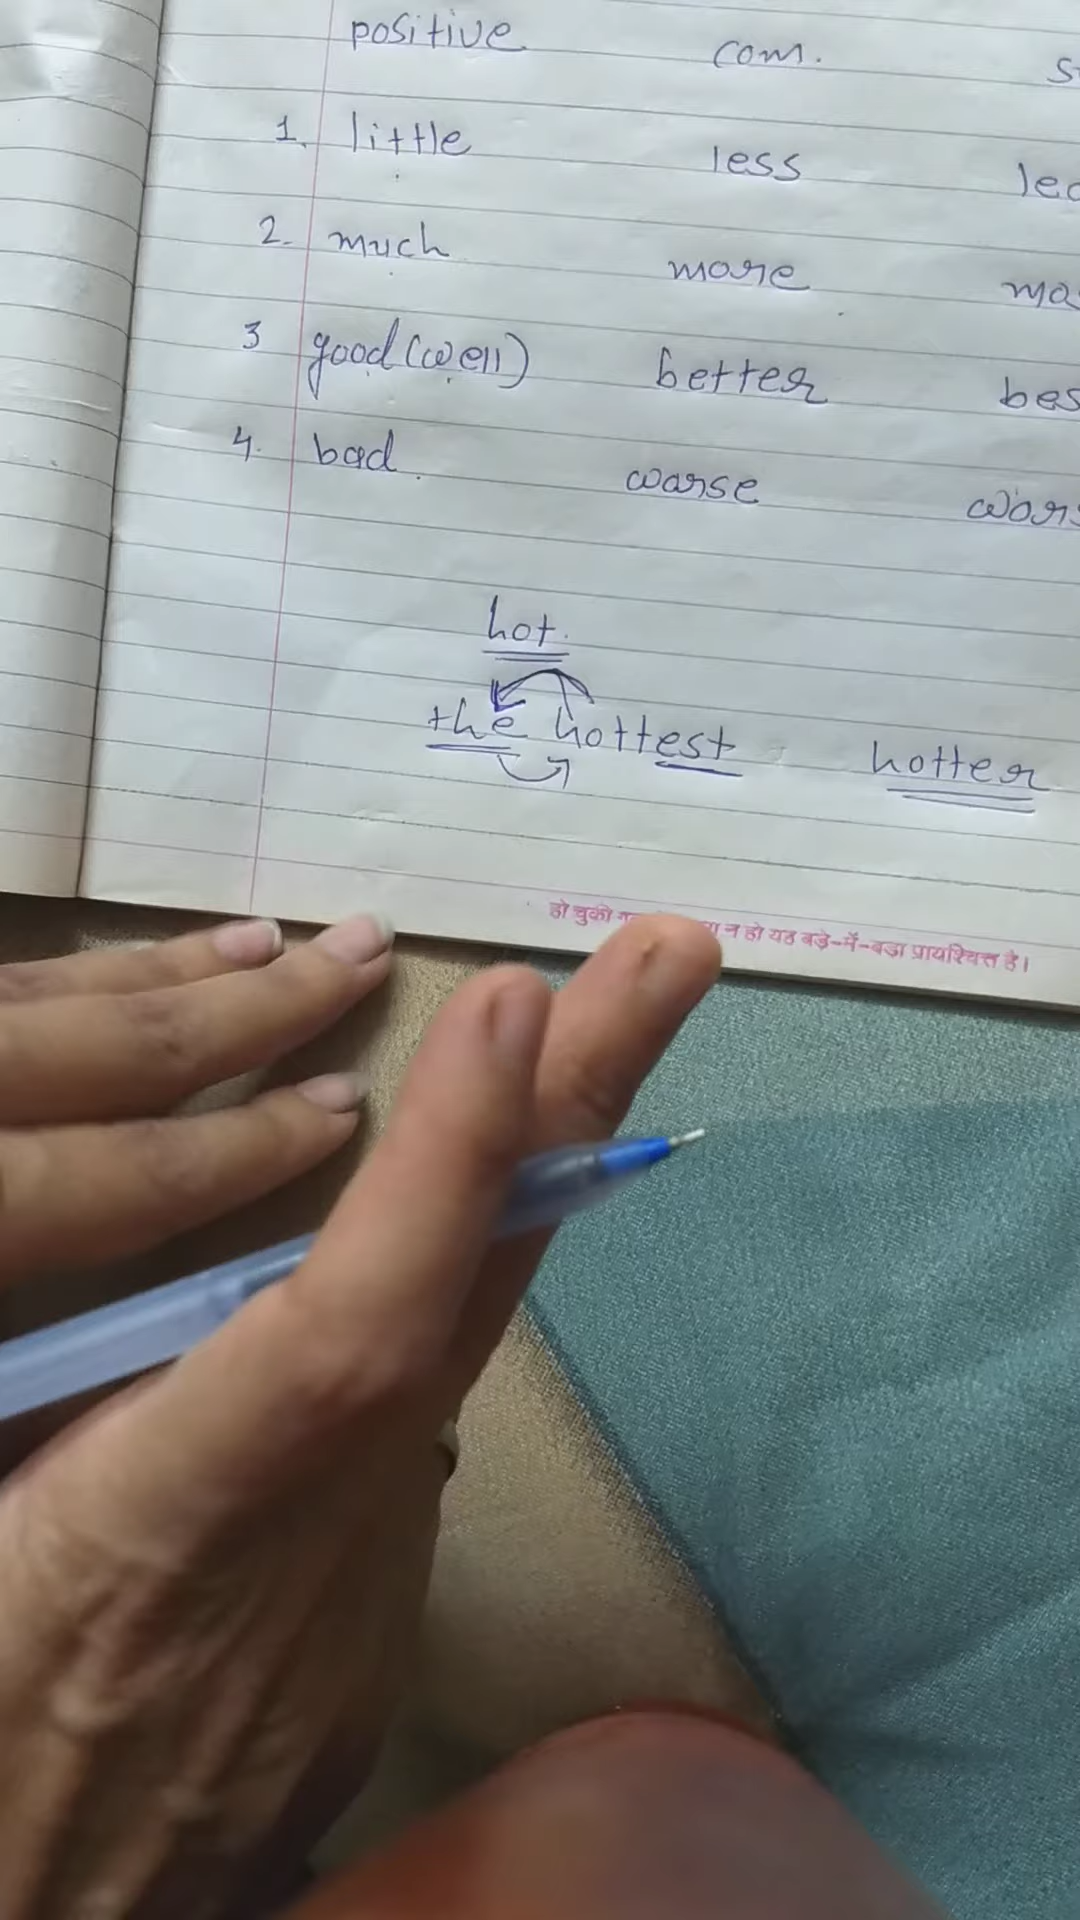 positive com.
1. little less
2. much more
3 good (well) better
4. bad warse
hot.
the hottest hotter
हो चुकी न हो यह बड़े-में-बड़ा प्रायश्चित्त है।